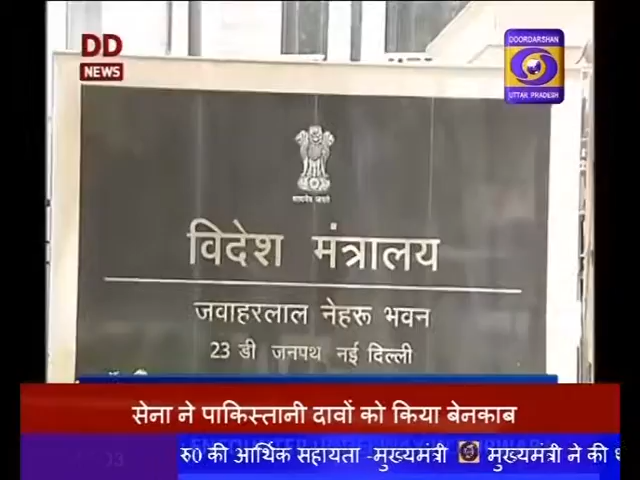 DD
NEWS
DOORDARSHAN
UTTAR PRADESH
सत्यमेव जयते
विदेश मंत्रालय
जवाहरलाल नेहरू भवन
23 डी जनपथ नई दिल्ली
सेना ने पाकिस्तानी दावों को किया बेनकाब
रु0 की आर्थिक सहायता -मुख्यमंत्री मुख्यमंत्री ने की